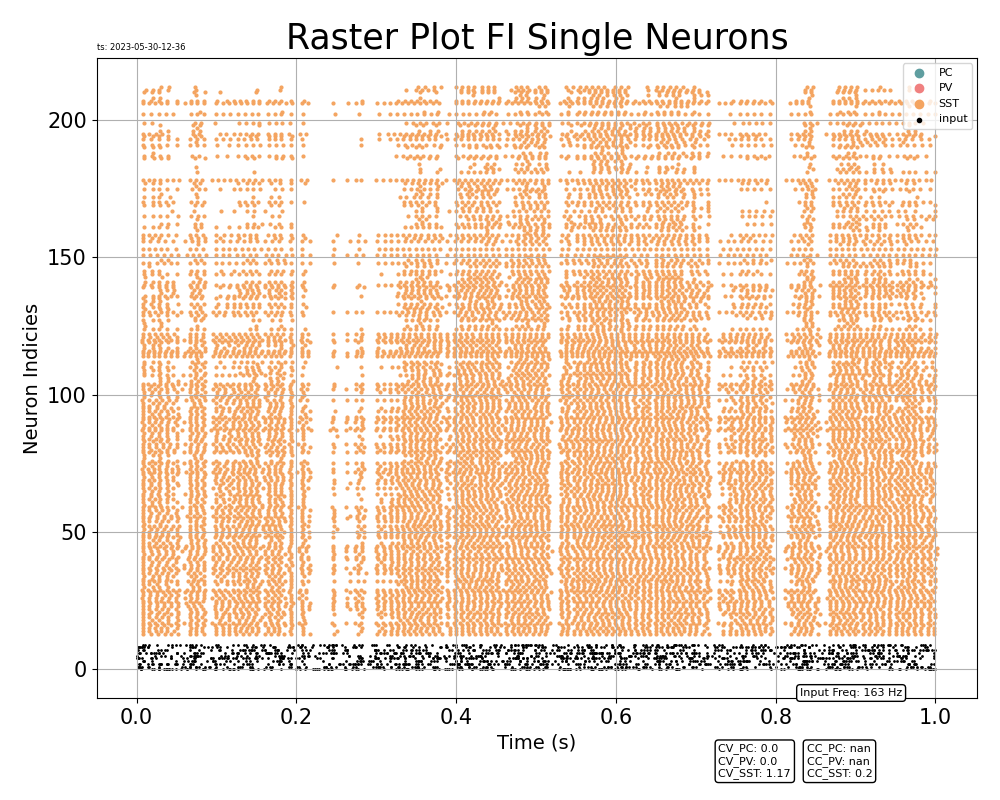 Raster Plot FI Single Neurons
ts: 2023-05-30-12-36
PC
PV
SST
input
200
150
100
50
0
Neuron Indicies
0.0 0.2 0.4 0.6 0.8 1.0
Time (s)
Input Freq: 163 Hz
CV_PC: 0.0
CV_PV: 0.0
CV_SST: 1.17
CC_PC: nan
CC_PV: nan
CC_SST: 0.2